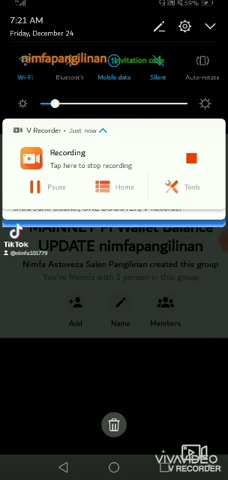 7:21 AM
59%
Friday, December 24
nimfapangilinan
invitation code
Wi-Fi Bluetooth Mobile data Silent Auto-rotate
V Recorder • Just now
Recording
Tap here to stop recording
Pause Home Tools
Wallet Balance
UPDATE nimfapangilinan
TikTok
@nimfa101779
Nimfa Astoveza Salen Pangilinan created this group
You're friends with 1 person in this group
Add Name Members
VIVAVIDEO
V RECORDER